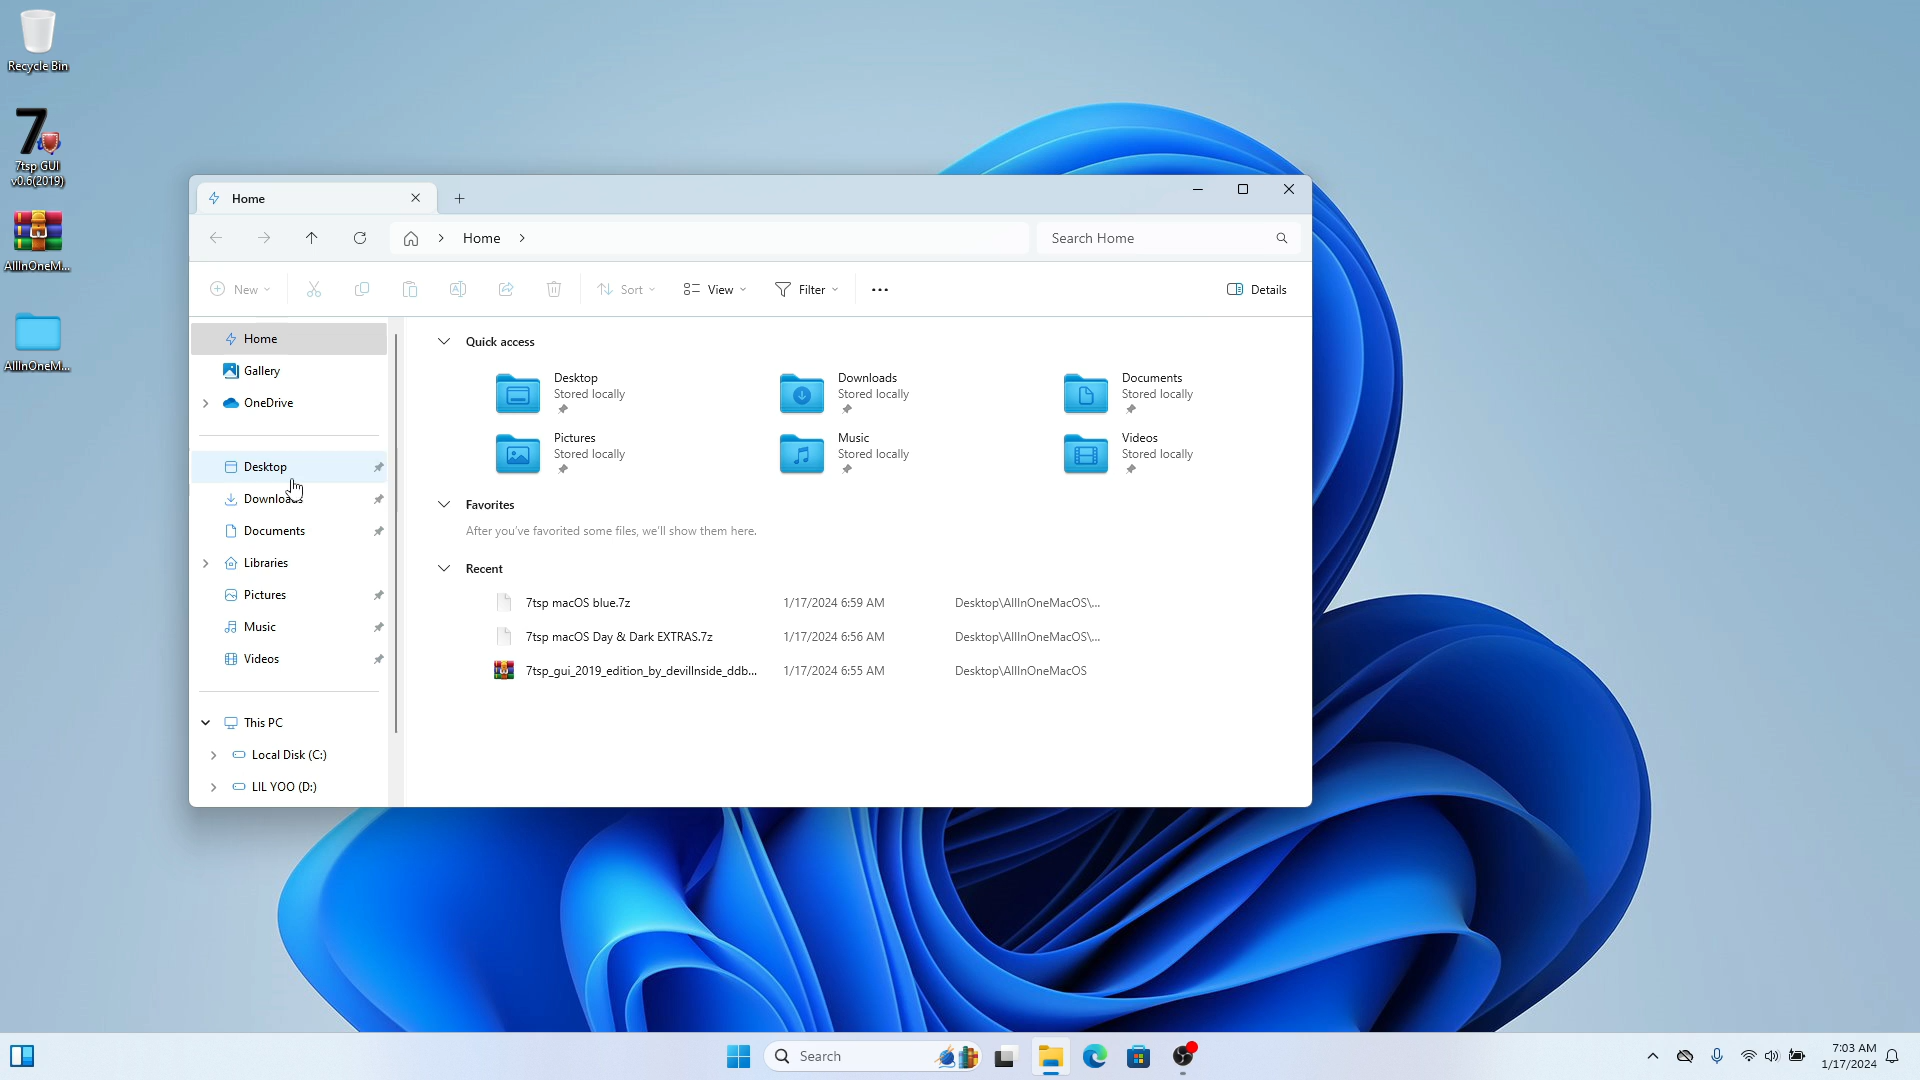 Recycle Bin
7
7tsp GUI
v0.6(2019)
AllInOneM...
AllInOneM...
Home
Home
Search Home
New
Sort
View
Filter
Details
Home
Gallery
OneDrive
Desktop
Downloads
Documents
Libraries
Pictures
Music
Videos
This PC
Local Disk (C:)
LIL YOO (D:)
Quick access
Desktop
Stored locally
Downloads
Stored locally
Documents
Stored locally
Pictures
Stored locally
Music
Stored locally
Videos
Stored locally
Favorites
After you've favorited some files, we'll show them here.
Recent
7tsp macOS blue.7z 1/17/2024 6:59 AM Desktop\AllInOneMacOS\...
7tsp macOS Day & Dark EXTRAS.7z 1/17/2024 6:56 AM Desktop\AllInOneMacOS\...
7tsp_gui_2019_edition_by_devillnside_ddb... 1/17/2024 6:55 AM Desktop\AllInOneMacOS
Search
7:03 AM
1/17/2024